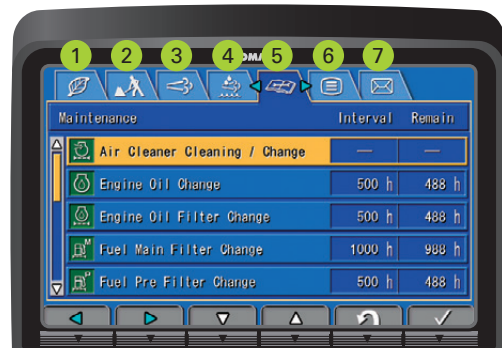 1 2 3 4 5 6 7
Maintenance Interval Remain
Air Cleaner Cleaning / Change — —
Engine Oil Change 500 h 488 h
Engine Oil Filter Change 500 h 488 h
M Fuel Main Filter Change 1000 h 988 h
P Fuel Pre Filter Change 500 h 488 h